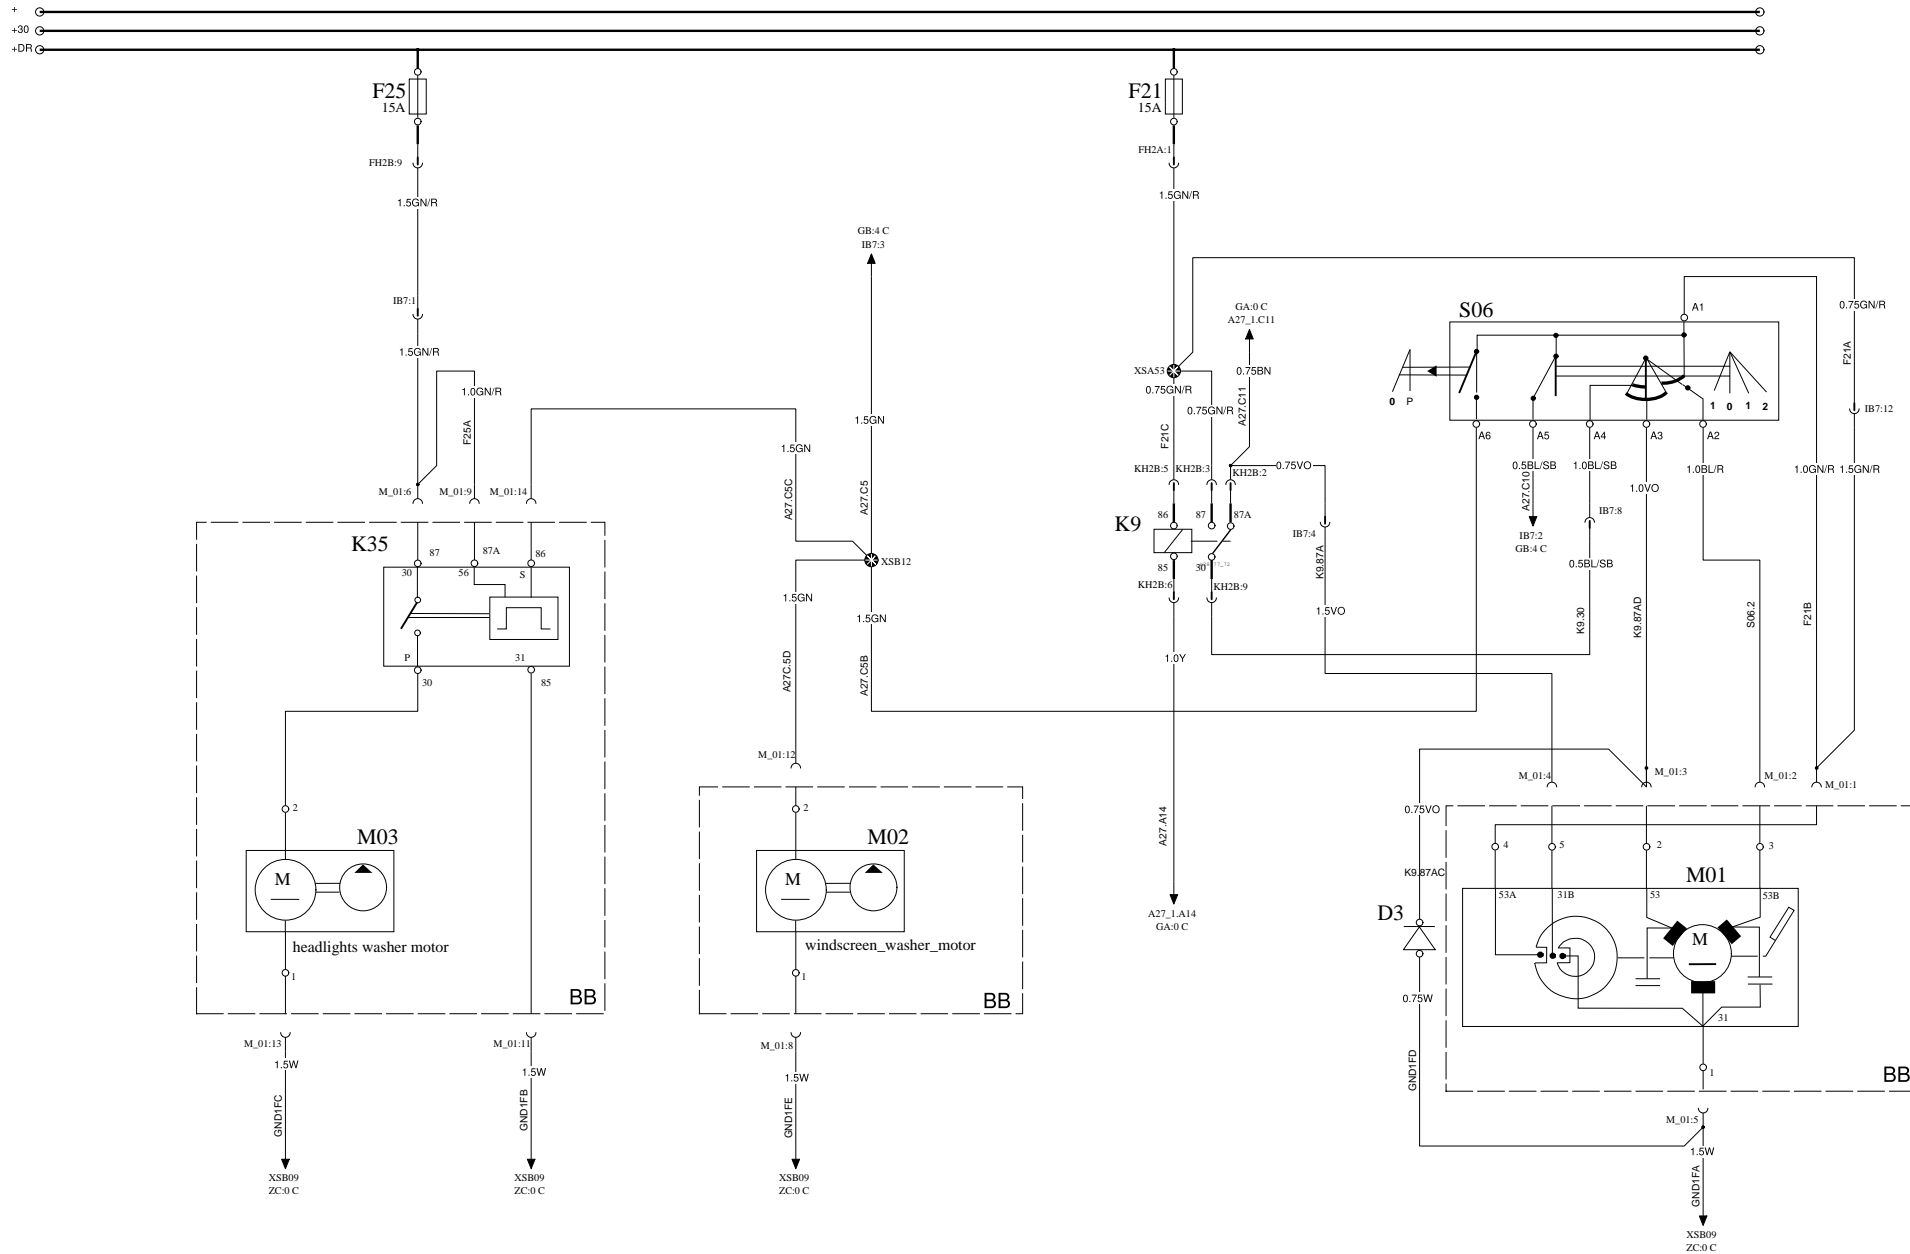 +
+30
+DR
F25
15A
FH2B:9
1.5GN/R
IB7:1
1.5GN/R
1.0GN/R
F25A
M_01:6
M_01:9
M_01:14
K35
87
87A
86
30
56
S
P
31
30
85
2
M03
M
headlights washer motor
1
BB
M_01:13
1.5W
GND1FC
XSB09
ZC:0 C
M_01:11
1.5W
GND1FB
XSB09
ZC:0 C
GB:4 C
IB7:3
1.5GN
A27.C5
1.5GN
A27.C5C
XSB12
1.5GN
A27C.5D
1.5GN
A27.C5B
M_01:12
2
M02
M
windscreen_washer_motor
1
BB
M_01:8
1.5W
GND1FE
XSB09
ZC:0 C
F21
15A
FH2A:1
1.5GN/R
XSA53
0.75GN/R
F21C
0.75GN/R
GA:0 C
A27_1.C11
0.75BN
A27.C11
KH2B:5
KH2B:3
KH2B:2
0.75VO
K9
86
87
87A
85
30
KH2B:6
KH2B:9
IB7:4
K9.87A
1.5VO
1.0Y
A27.A14
A27_1.A14
GA:0 C
S06
A1
0 P
1 0 1 2
A6
A5
A4
A3
A2
0.5BL/SB
A27.C10
IB7:2
GB:4 C
1.0BL/SB
IB7:8
0.5BL/SB
K9.30
1.0VO
K9.87AD
1.0BL/R
S06.2
1.0GN/R
F21B
0.75GN/R
F21A
IB7:12
1.5GN/R
M_01:4
M_01:3
M_01:2
M_01:1
0.75VO
K9.87AC
D3
0.75W
GND1FD
4
5
2
3
M01
53A
31B
53
53B
M
31
1
BB
M_01:5
1.5W
GND1FA
XSB09
ZC:0 C